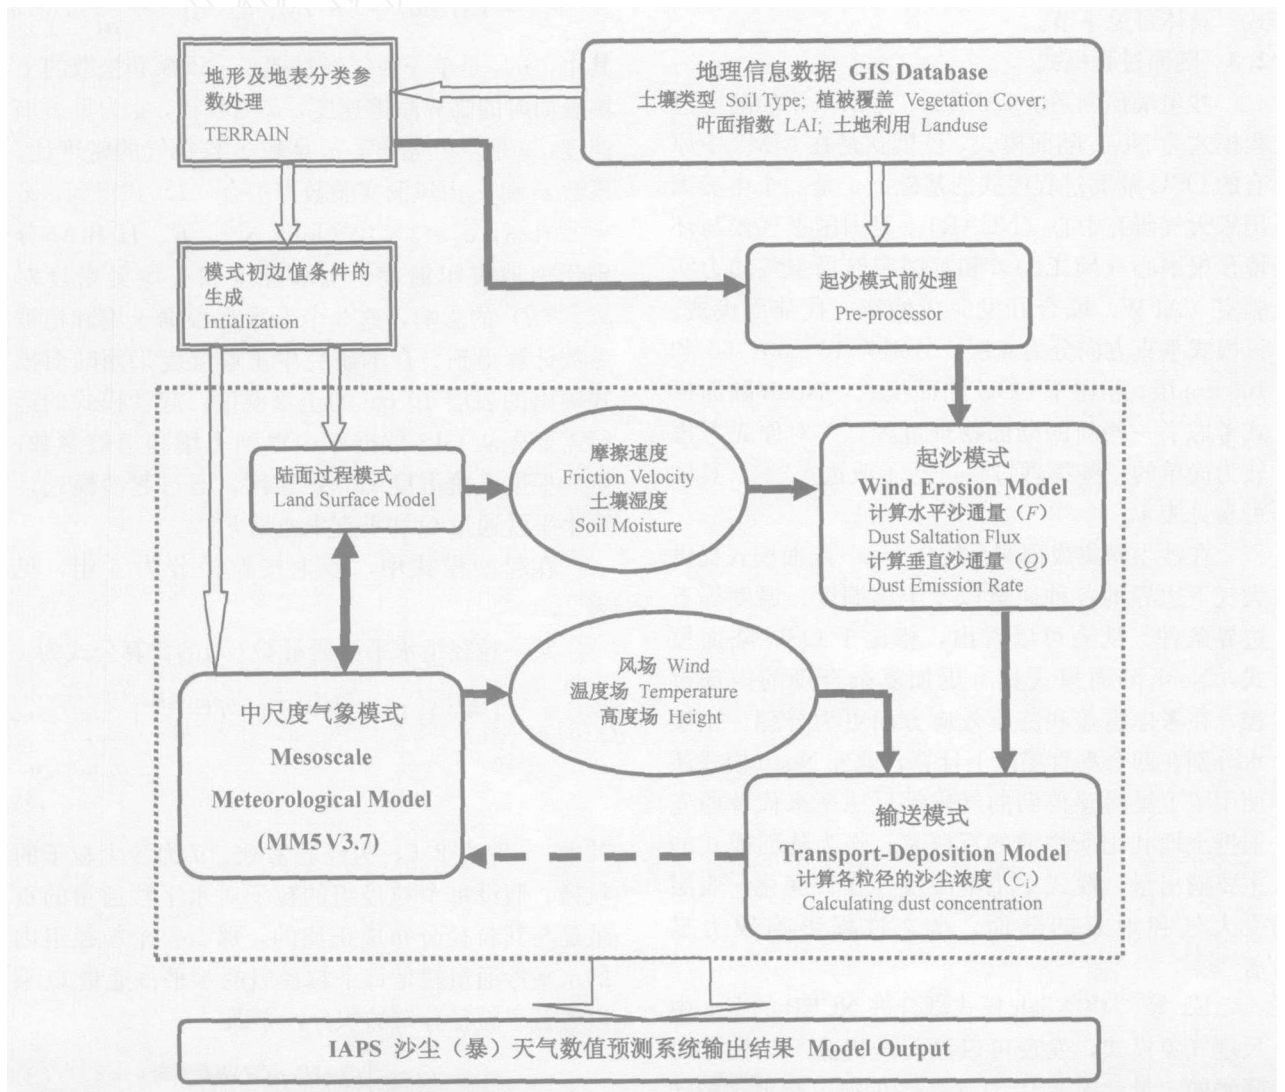 地形及地表分类参
数处理
TERRAIN
地理信息数据 GIS Database
土壤类型 Soil Type; 植被覆盖 Vegetation Cover;
叶面指数 LAI; 土地利用 Landuse
模式初边值条件的
生成
Intialization
起沙模式前处理
Pre-processor
陆面过程模式
Land Surface Model
摩擦速度
Friction Velocity
土壤湿度
Soil Moisture
起沙模式
Wind Erosion Model
计算水平沙通量（F）
Dust Saltation Flux
计算垂直沙通量（Q）
Dust Emission Rate
中尺度气象模式
Mesoscale
Meteorological Model
(MM5 V3.7)
风场 Wind
温度场 Temperature
高度场 Height
输送模式
Transport-Deposition Model
计算各粒径的沙尘浓度（Ci）
Calculating dust concentration
IAPS 沙尘（暴）天气数值预测系统输出结果 Model Output